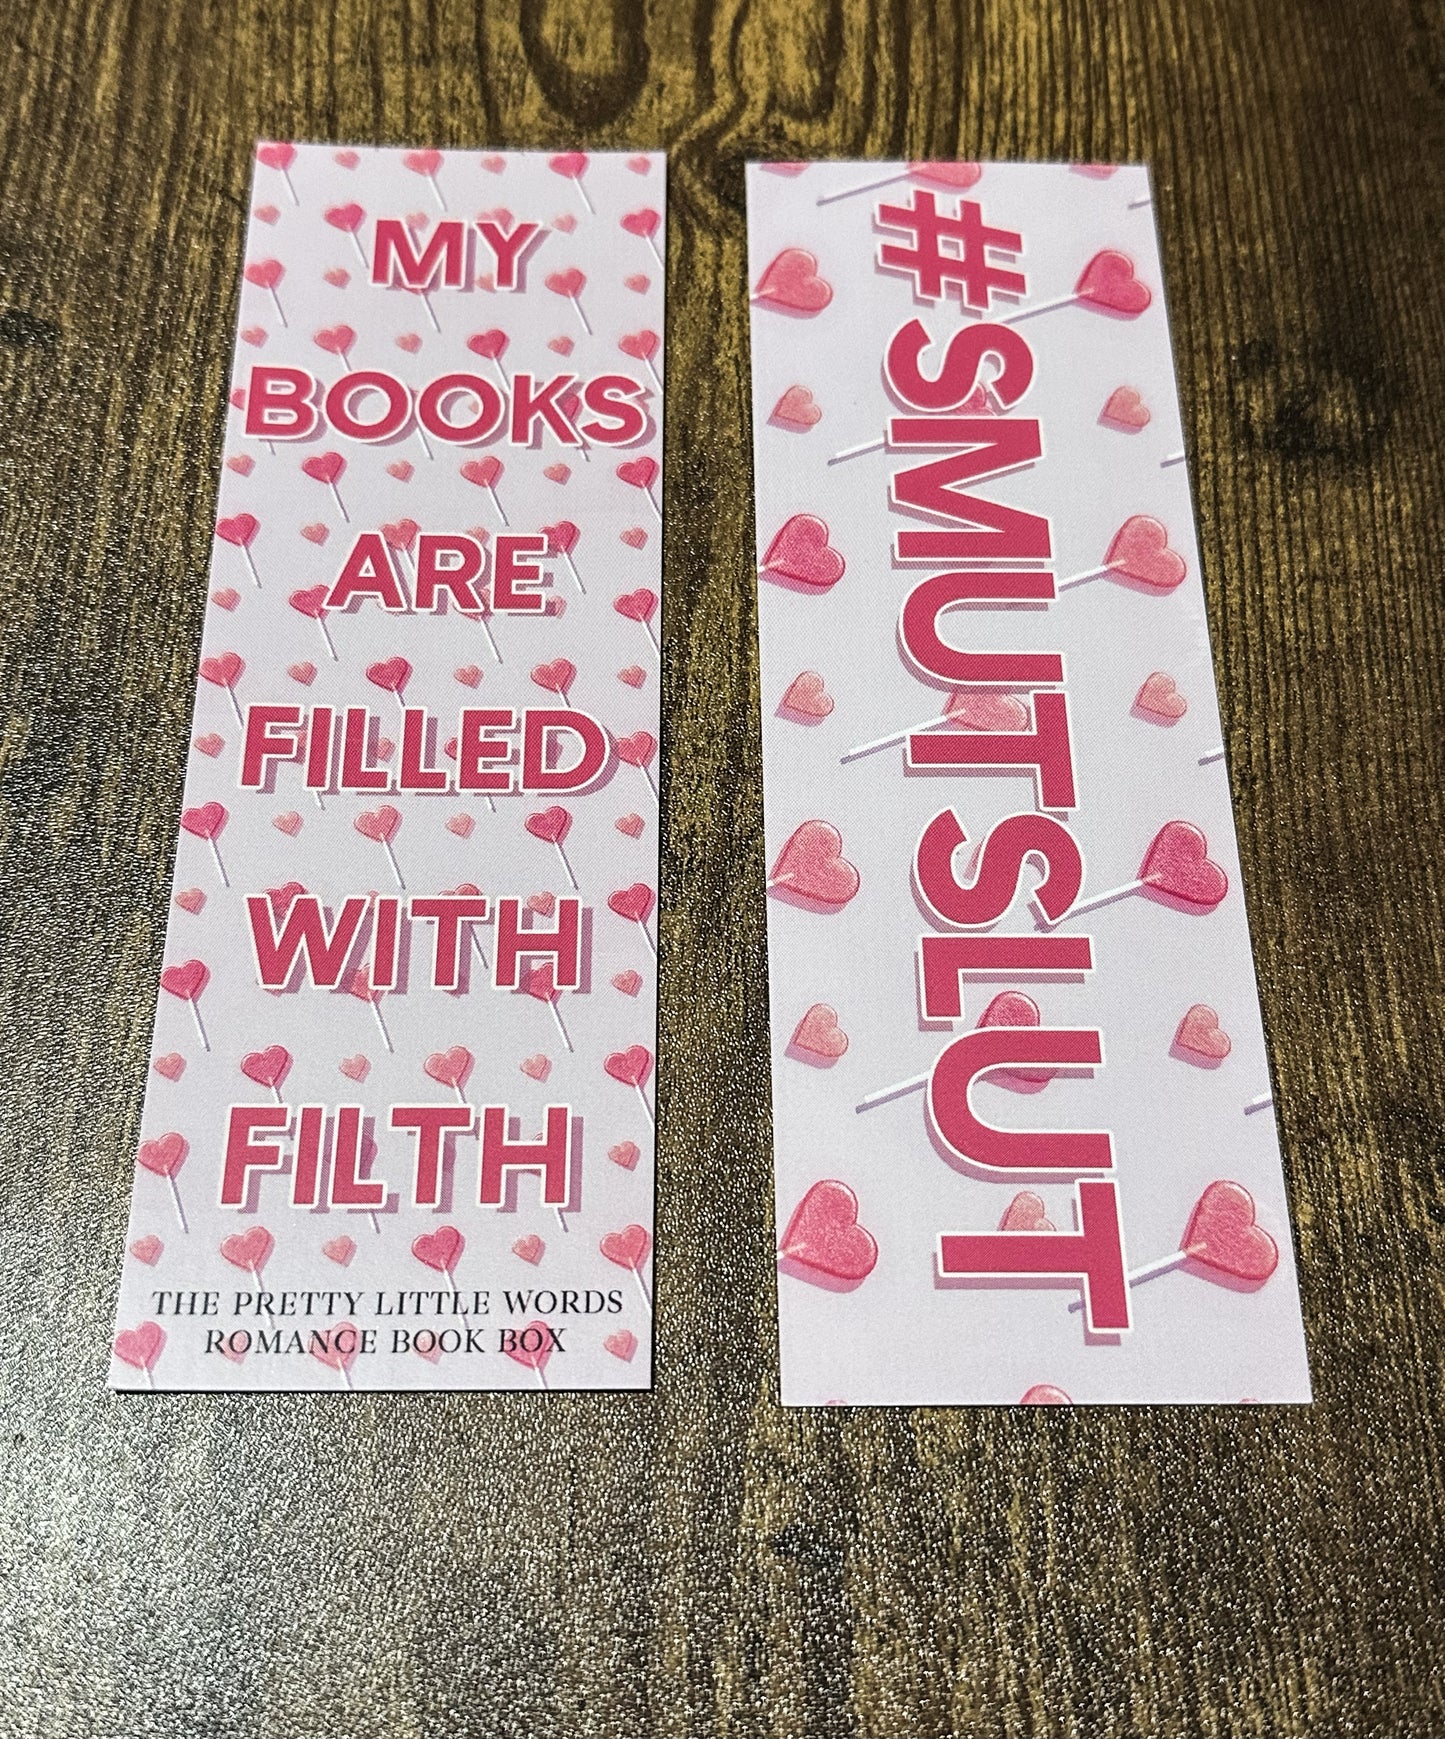 MY
BOOKS
ARE
FILLED
WITH
FILTH
THE PRETTY LITTLE WORDS
ROMANCE BOOK BOX
#SMUTSLUT